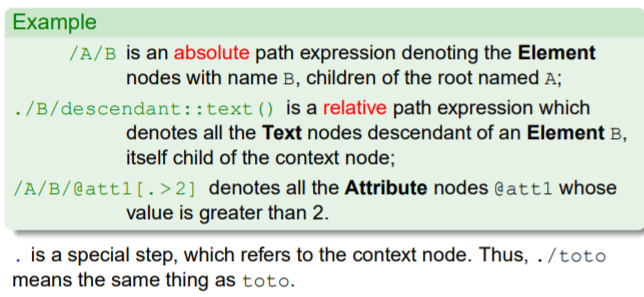 Example
/A/B is an absolute path expression denoting the Element
nodes with name B, children of the root named A;
./B/descendant::text() is a relative path expression which
denotes all the Text nodes descendant of an Element B,
itself child of the context node;
/A/B/@att1[.>2] denotes all the Attribute nodes @att1 whose
value is greater than 2.
. is a special step, which refers to the context node. Thus, ./toto
means the same thing as toto.